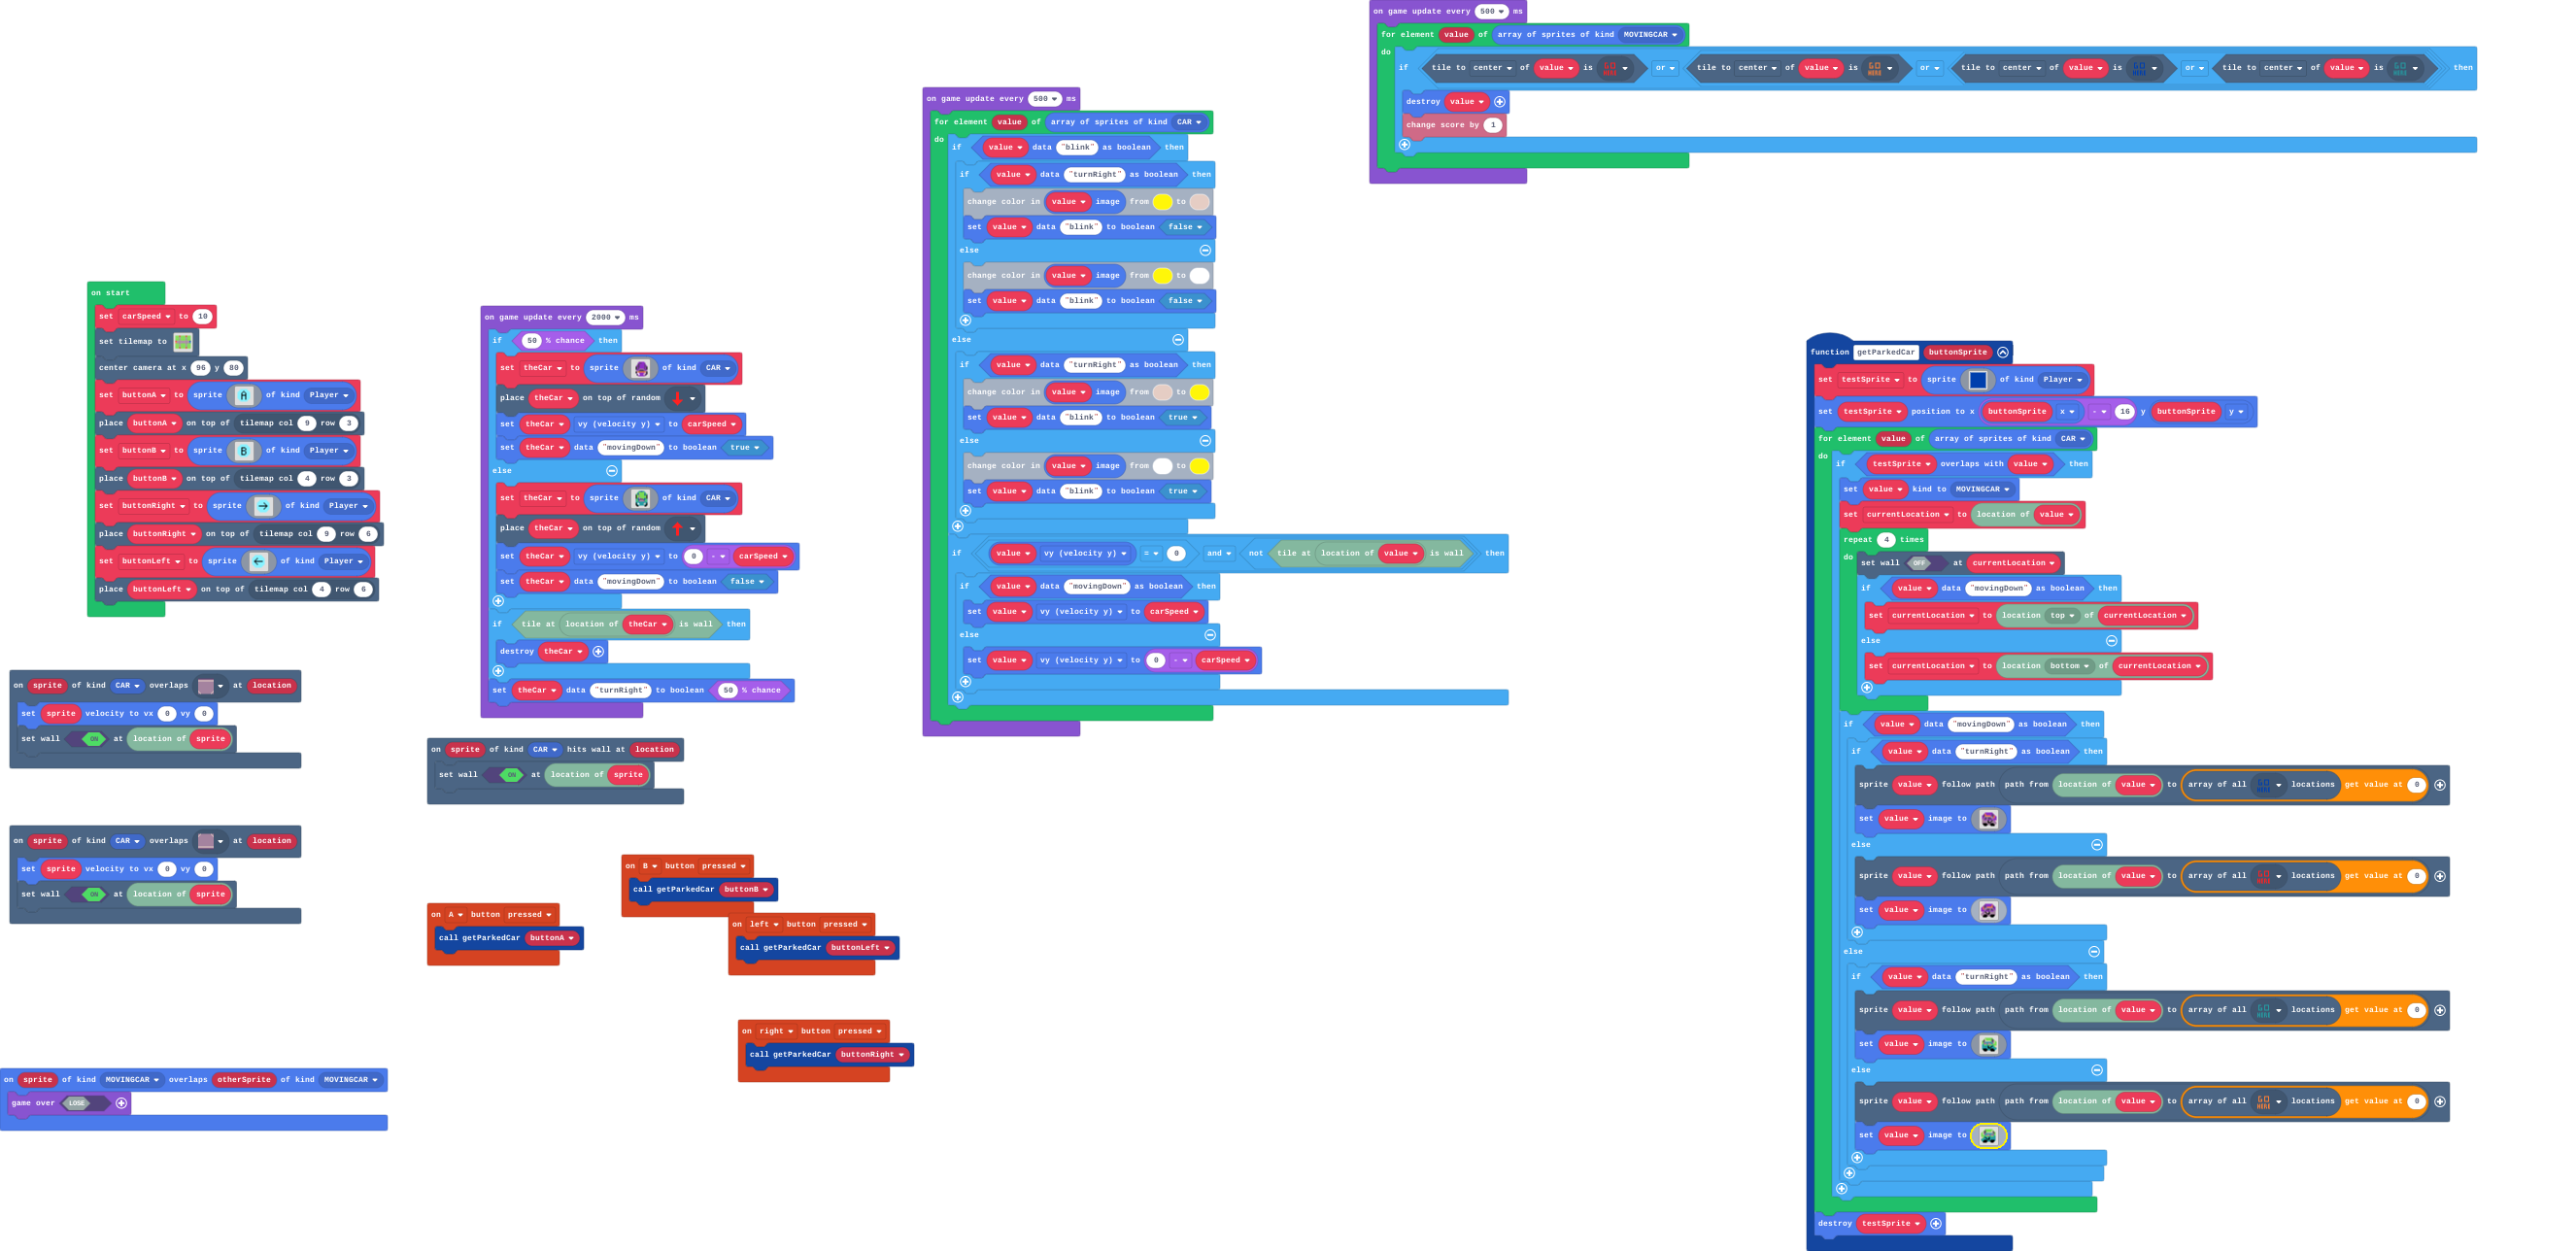 on start
set carSpeed to 10
set tilemap to
center camera at x 96 y 80
set buttonA to sprite A of kind Player
place buttonA on top of tilemap col 9 row 3
set buttonB to sprite B of kind Player
place buttonB on top of tilemap col 4 row 3
set buttonRight to sprite → of kind Player
place buttonRight on top of tilemap col 9 row 6
set buttonLeft to sprite ← of kind Player
place buttonLeft on top of tilemap col 4 row 6
on sprite of kind CAR overlaps at location
set sprite velocity to vx 0 vy 0
set wall ON at location of sprite
on sprite of kind CAR overlaps at location
set sprite velocity to vx 0 vy 0
set wall ON at location of sprite
on sprite of kind MOVINGCAR overlaps otherSprite of kind MOVINGCAR
game over LOSE
on game update every 2000 ms
if 50 % chance then
set theCar to sprite of kind CAR
place theCar on top of random
set theCar vy (velocity y) to carSpeed
set theCar data "movingDown" to boolean true
else
set theCar to sprite of kind CAR
place theCar on top of random
set theCar vy (velocity y) to 0 - carSpeed
set theCar data "movingDown" to boolean false
if tile at location of theCar is wall then
destroy theCar
set theCar data "turnRight" to boolean 50 % chance
on sprite of kind CAR hits wall at location
set wall ON at location of sprite
on B button pressed
call getParkedCar buttonB
on A button pressed
call getParkedCar buttonA
on left button pressed
call getParkedCar buttonLeft
on right button pressed
call getParkedCar buttonRight
on game update every 500 ms
for element value of array of sprites of kind CAR
do if value data "blink" as boolean then
if value data "turnRight" as boolean then
change color in value image from to
set value data "blink" to boolean false
else
change color in value image from to
set value data "blink" to boolean false
else
if value data "turnRight" as boolean then
change color in value image from to
set value data "blink" to boolean true
else
change color in value image from to
set value data "blink" to boolean true
if value vy (velocity y) = 0 and not tile at location of value is wall then
if value data "movingDown" as boolean then
set value vy (velocity y) to carSpeed
else
set value vy (velocity y) to 0 - carSpeed
on game update every 500 ms
for element value of array of sprites of kind MOVINGCAR
do if tile to center of value is GO HERE or tile to center of value is GO HERE or tile to center of value is GO HERE or tile to center of value is GO HERE then
destroy value
change score by 1
function getParkedCar buttonSprite
set testSprite to sprite of kind Player
set testSprite position to x buttonSprite x - 16 y buttonSprite y
for element value of array of sprites of kind CAR
do if testSprite overlaps with value then
set value kind to MOVINGCAR
set currentLocation to location of value
repeat 4 times
do set wall OFF at currentLocation
if value data "movingDown" as boolean then
set currentLocation to location top of currentLocation
else
set currentLocation to location bottom of currentLocation
if value data "movingDown" as boolean then
if value data "turnRight" as boolean then
sprite value follow path path from location of value to array of all GO HERE locations get value at 0
set value image to
else
sprite value follow path path from location of value to array of all GO HERE locations get value at 0
set value image to
else
if value data "turnRight" as boolean then
sprite value follow path path from location of value to array of all GO HERE locations get value at 0
set value image to
else
sprite value follow path path from location of value to array of all GO HERE locations get value at 0
set value image to
destroy testSprite